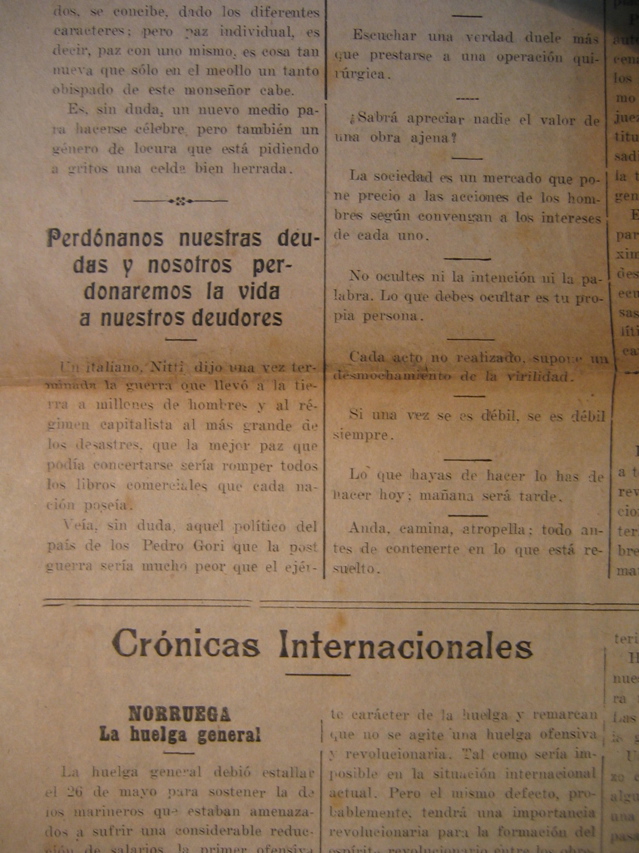 dos, se concibe, dado los diferentes
caracteres; pero paz individual, es
decir, paz con uno mismo, es cosa tan
nueva que sólo en el meollo un tanto
obispado de este monseñor cabe.
Es, sin duda, un nuevo medio pa-
ra hacerse célebre, pero también un
género de locura que está pidiendo
a gritos una celda bien herrada.
Perdónanos nuestras deu-
das y nosotros per-
donaremos la vida
a nuestros deudores
Un italiano, Nitti dijo una vez ter-
minada la guerra que llevó a la tie-
rra a millones de hombres y al ré-
gimen capitalista al más grande de
los desastres, que la mejor paz que
podía concertarse sería romper todos
los libros comerciales que cada na-
ción poseía.
Veía, sin duda, aquel político del
país de los Pedro Gori que la post
guerra sería mucho peor que el ejér-
Escuchar una verdad duele más
que prestarse a una operación qui-
rúrgica.
¿Sabrá apreciar nadie el valor de
una obra ajena?
La sociedad es un mercado que po-
ne precio a las acciones de los hom-
bres según convengan a los intereses
de cada uno.
No ocultes ni la intención ni la pa-
labra. Lo que debes ocultar es tu pro-
pia persona.
Cada acto no realizado, supone un
desmochamiento de la virilidad.
Si una vez se es débil, se es débil
siempre.
Lo que hayas de hacer lo has de
hacer hoy; mañana será tarde.
Anda, camina, atropella; todo an-
tes de contenerte en lo que está re-
suelto.
Crónicas Internacionales
NORRUEGA
La huelga general
La huelga general debió estallar
el 26 de mayo para sostener la de
los marineros que estaban amenaza-
dos a sufrir una considerable reduc-
ción de salarios, la primer ofensiva
te carácter de la huelga y remarcan
que no se agite una huelga ofensiva
y revolucionaria. Tal como sería im-
posible en la situación internacional
actual. Pero el mismo defecto, pro-
bablemente, tendrá una importancia
revolucionaria para la formación del